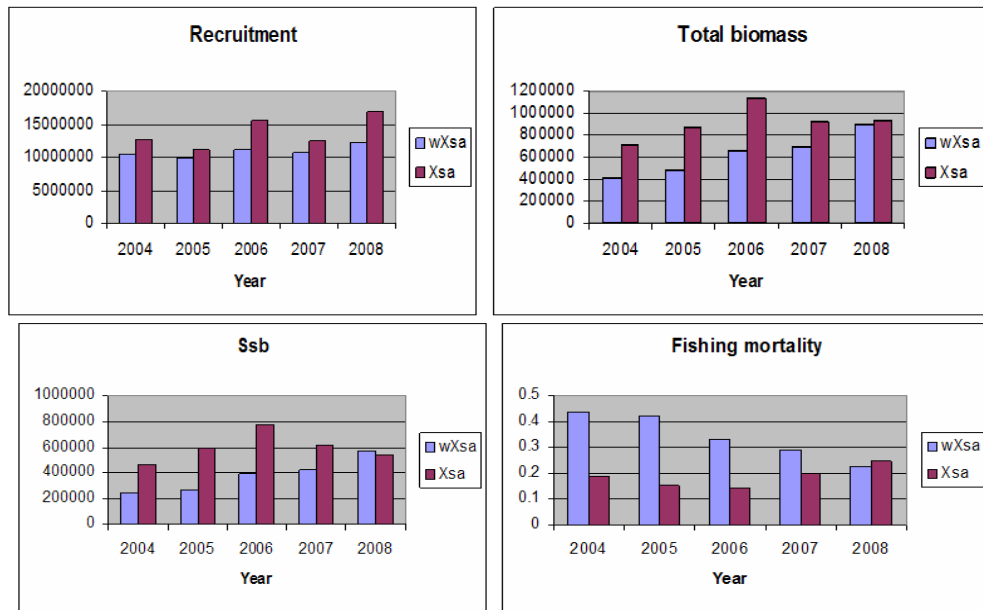 Recruitment
20000000
15000000
10000000
5000000
0
2004 2005 2006 2007 2008
Year
wXsa
Xsa
Total biomass
1200000
1000000
800000
600000
400000
200000
0
2004 2005 2006 2007 2008
Year
wXsa
Xsa
Ssb
1000000
800000
600000
400000
200000
0
2004 2005 2006 2007 2008
Year
wXsa
Xsa
Fishing mortality
0.5
0.4
0.3
0.2
0.1
0
2004 2005 2006 2007 2008
Year
wXsa
Xsa